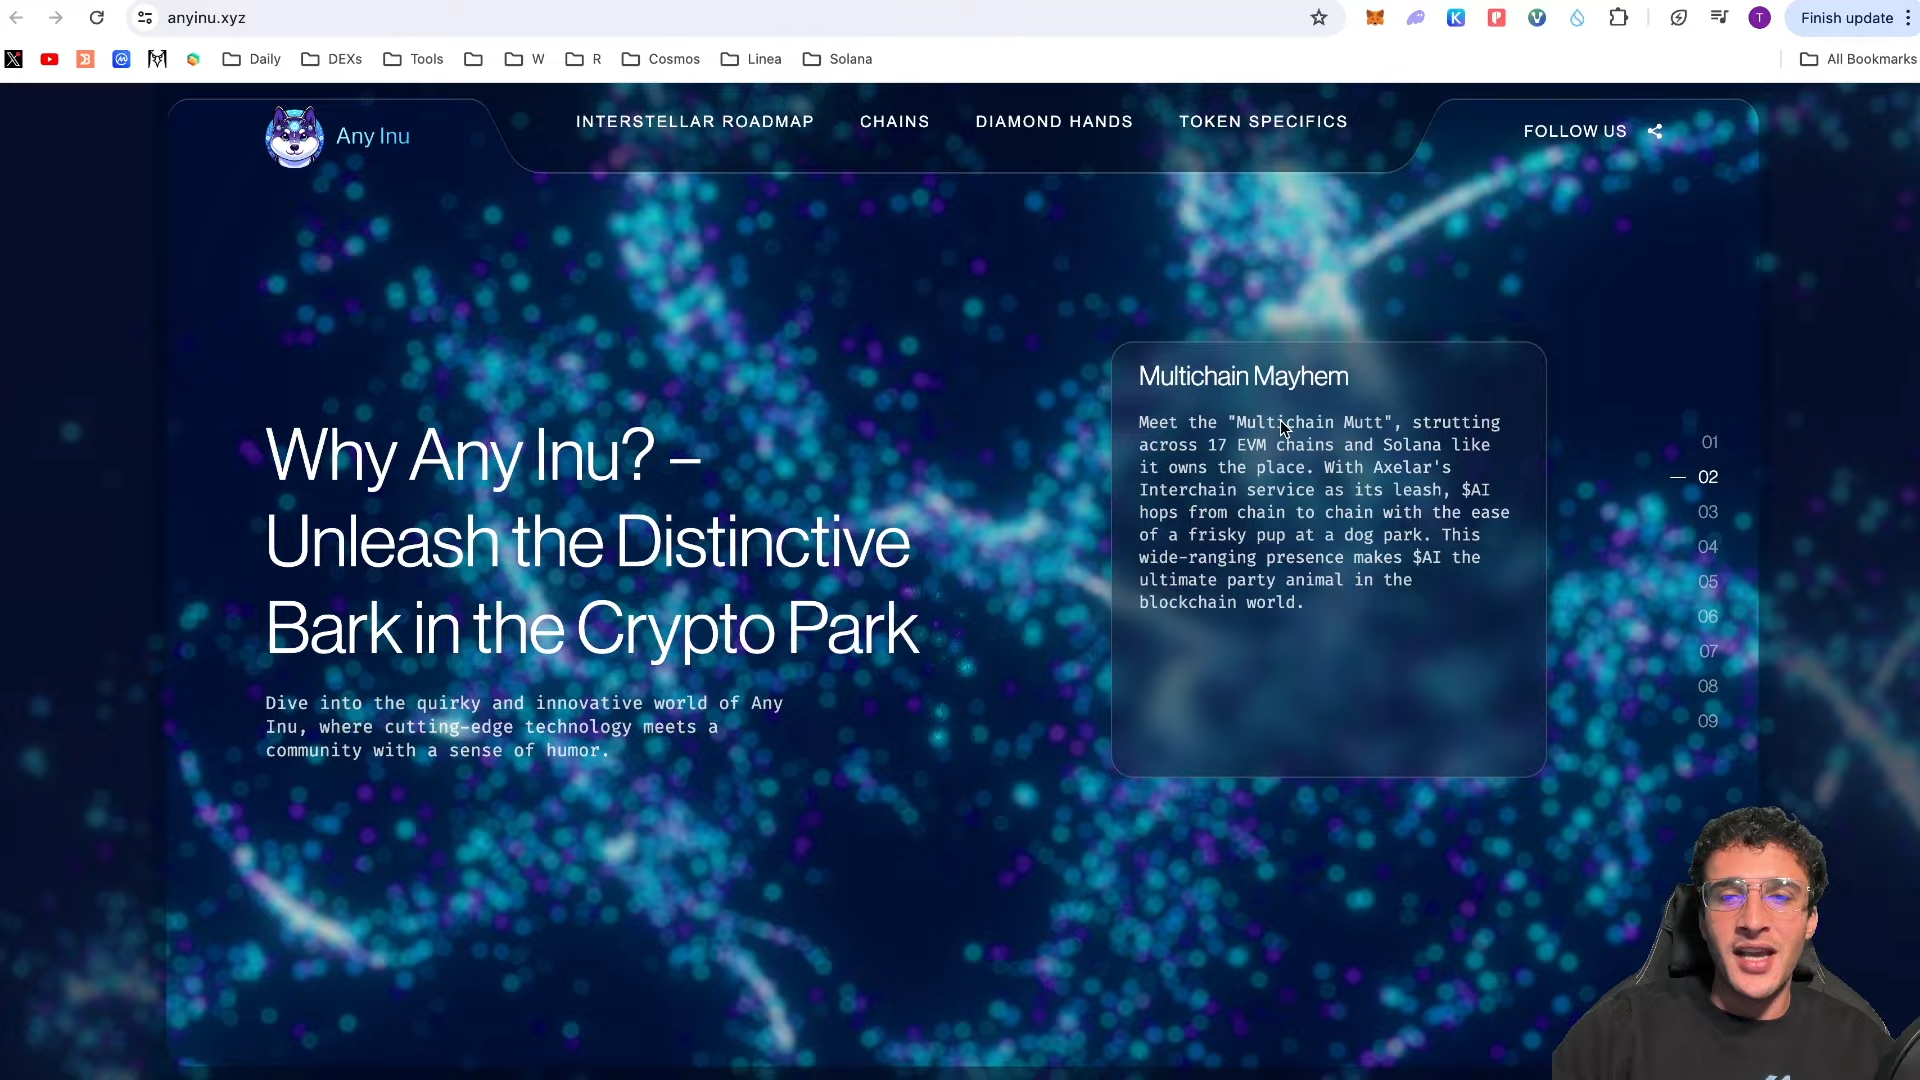 anyinu.xyz
T
Finish update
Daily
DEXs
Tools
W
R
Cosmos
Linea
Solana
All Bookmarks
Any Inu
INTERSTELLAR ROADMAP
CHAINS
DIAMOND HANDS
TOKEN SPECIFICS
FOLLOW US
Why Any Inu? –
Unleash the Distinctive
Bark in the Crypto Park
Dive into the quirky and innovative world of Any
Inu, where cutting-edge technology meets a
community with a sense of humor.
Multichain Mayhem
Meet the "Multichain Mutt", strutting
across 17 EVM chains and Solana like
it owns the place. With Axelar's
Interchain service as its leash, $AI
hops from chain to chain with the ease
of a frisky pup at a dog park. This
wide-ranging presence makes $AI the
ultimate party animal in the
blockchain world.
01
02
03
04
05
06
07
08
09